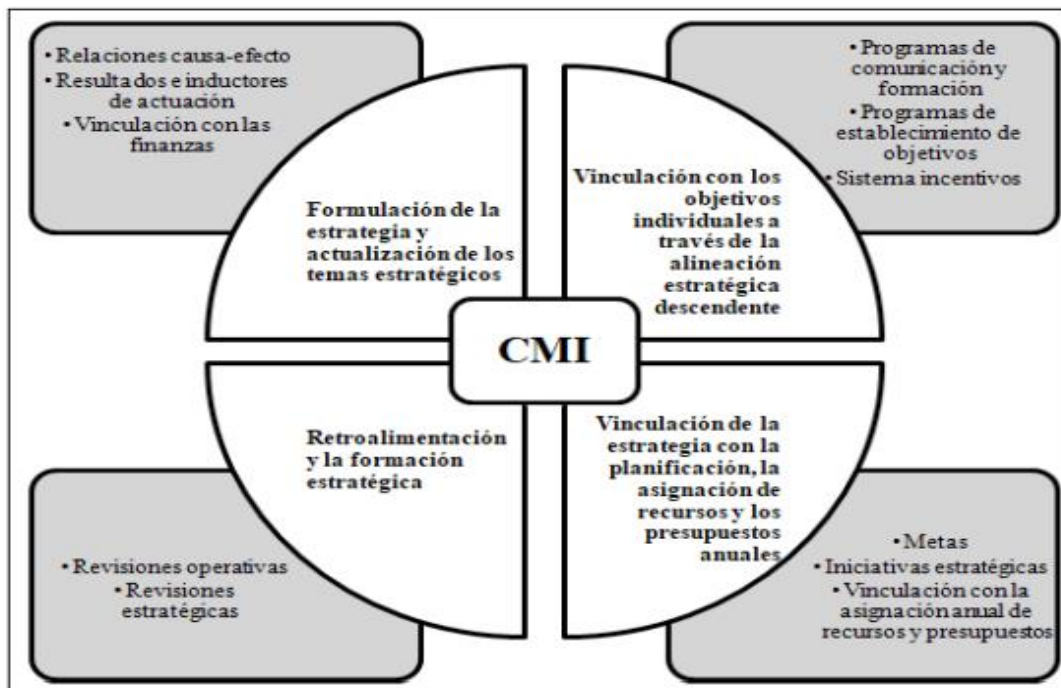 • Relaciones causa-efecto
• Resultados e inductores
de actuación
• Vinculación con las
finanzas
• Programas de
comunicación y
formación
• Programas de
establecimiento de
objetivos
• Sistema incentivos
Formulación de la
estrategia y
actualización de los
temas estratégicos
Vinculación con los
objetivos
individuales a
través de la
alineación
estratégica
descendente
CMI
Retroalimentación
y la formación
estratégica
Vinculación de la
estrategia con la
planificación, la
asignación de
recursos y los
presupuestos
anuales
• Revisiones operativas
• Revisiones
estratégicas
• Metas
• Iniciativas estratégicas
• Vinculación con la
asignación anual de
recursos y presupuestos